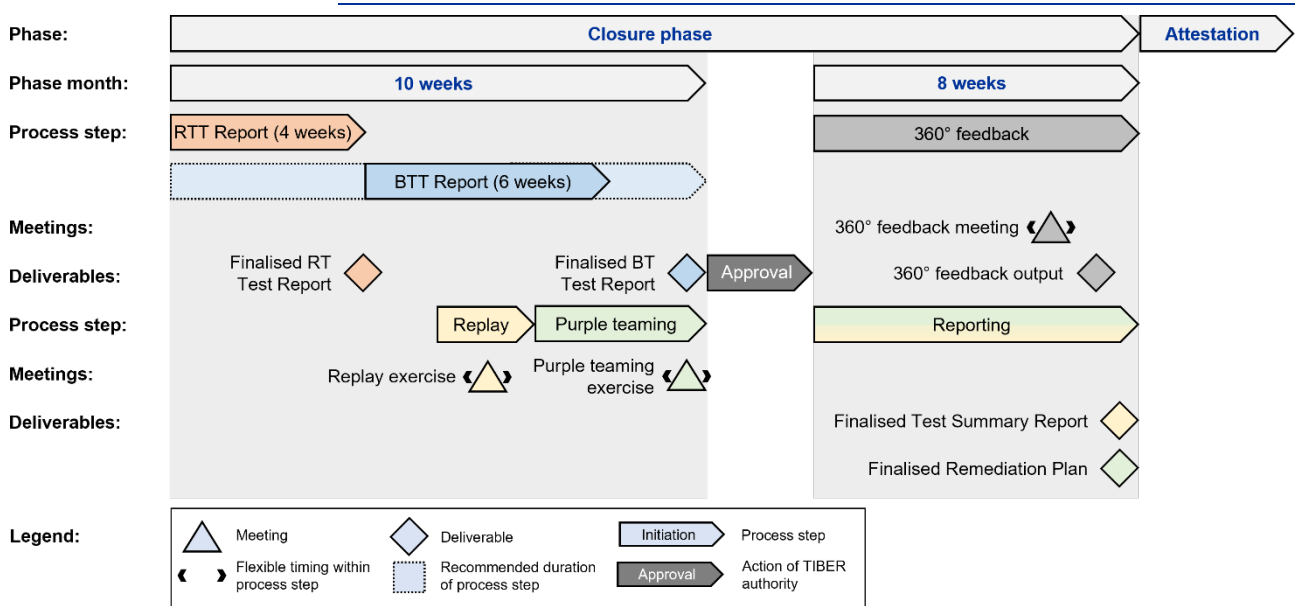 Phase:
Closure phase
Attestation
Phase month:
10 weeks
8 weeks
Process step:
RTT Report (4 weeks)
360° feedback
BTT Report (6 weeks)
Meetings:
360° feedback meeting
Deliverables:
Finalised RT
Test Report
Finalised BT
Test Report
Approval
360° feedback output
Process step:
Replay
Purple teaming
Reporting
Meetings:
Replay exercise
Purple teaming
exercise
Deliverables:
Finalised Test Summary Report
Finalised Remediation Plan
Legend:
Meeting
Deliverable
Initiation
Process step
Flexible timing within
process step
Recommended duration
of process step
Approval
Action of TIBER
authority